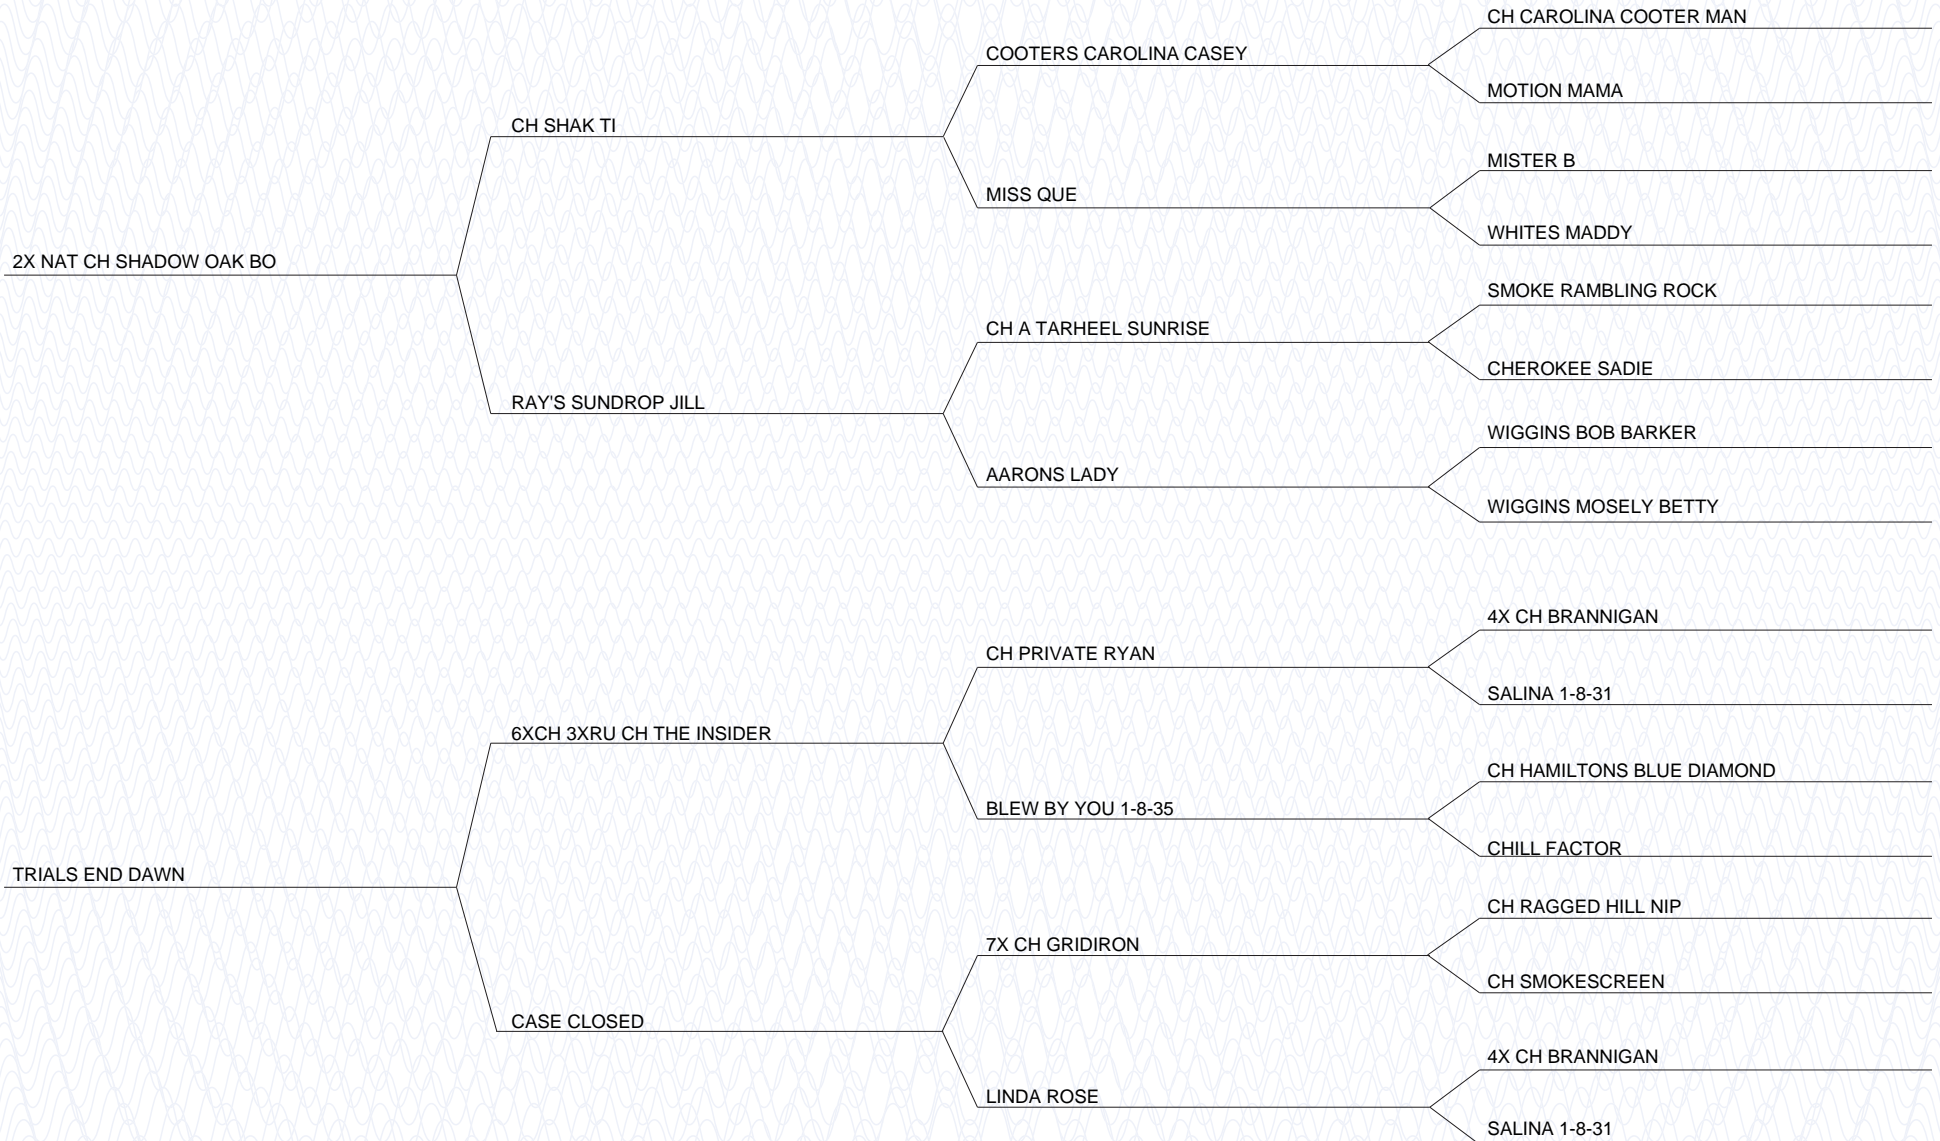 CH CAROLINA COOTER MAN
COOTERS CAROLINA CASEY
MOTION MAMA
CH SHAK TI
MISTER B
MISS QUE
WHITES MADDY
2X NAT CH SHADOW OAK BO
SMOKE RAMBLING ROCK
CH A TARHEEL SUNRISE
CHEROKEE SADIE
RAY'S SUNDROP JILL
WIGGINS BOB BARKER
AARONS LADY
WIGGINS MOSELY BETTY
4X CH BRANNIGAN
CH PRIVATE RYAN
SALINA 1-8-31
6XCH 3XRU CH THE INSIDER
CH HAMILTONS BLUE DIAMOND
BLEW BY YOU 1-8-35
CHILL FACTOR
TRIALS END DAWN
CH RAGGED HILL NIP
7X CH GRIDIRON
CH SMOKESCREEN
CASE CLOSED
4X CH BRANNIGAN
LINDA ROSE
SALINA 1-8-31